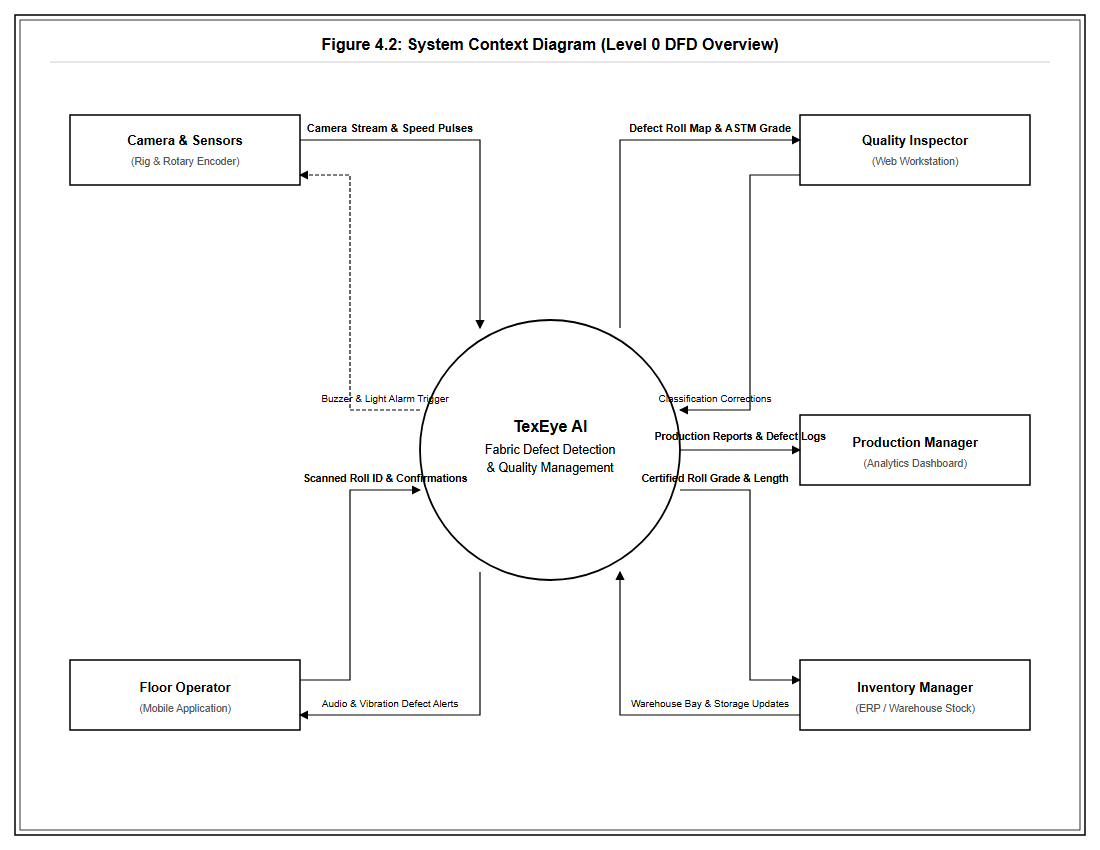 Figure 4.2: System Context Diagram (Level 0 DFD Overview)
Camera & Sensors
(Rig & Rotary Encoder)
Camera Stream & Speed Pulses
Defect Roll Map & ASTM Grade
Quality Inspector
(Web Workstation)
Buzzer & Light Alarm Trigger
Classification Corrections
TexEye AI
Fabric Defect Detection
& Quality Management
Production Reports & Defect Logs
Production Manager
(Analytics Dashboard)
Scanned Roll ID & Confirmations
Certified Roll Grade & Length
Floor Operator
(Mobile Application)
Audio & Vibration Defect Alerts
Warehouse Bay & Storage Updates
Inventory Manager
(ERP / Warehouse Stock)